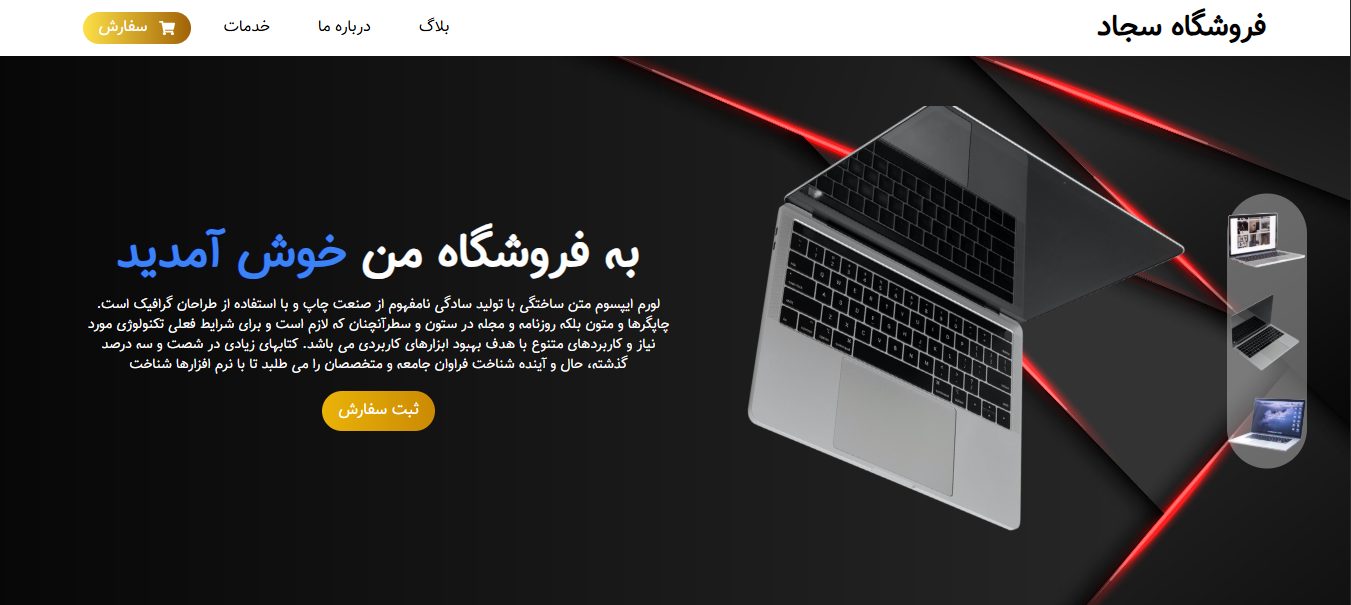 فروشگاه سجاد
بلاگ
درباره ما
خدمات
سفارش
به فروشگاه من خوش آمدید
لورم ایپسوم متن ساختگی با تولید سادگی نامفهوم از صنعت چاپ و با استفاده از طراحان گرافیک است.
چاپگرها و متون بلکه روزنامه و مجله در ستون و سطرآنچنان که لازم است و برای شرایط فعلی تکنولوژی مورد
نیاز و کاربردهای متنوع با هدف بهبود ابزارهای کاربردی می باشد. کتابهای زیادی در شصت و سه درصد
گذشته، حال و آینده شناخت فراوان جامعه و متخصصان را می طلبد تا با نرم افزارها شناخت
ثبت سفارش